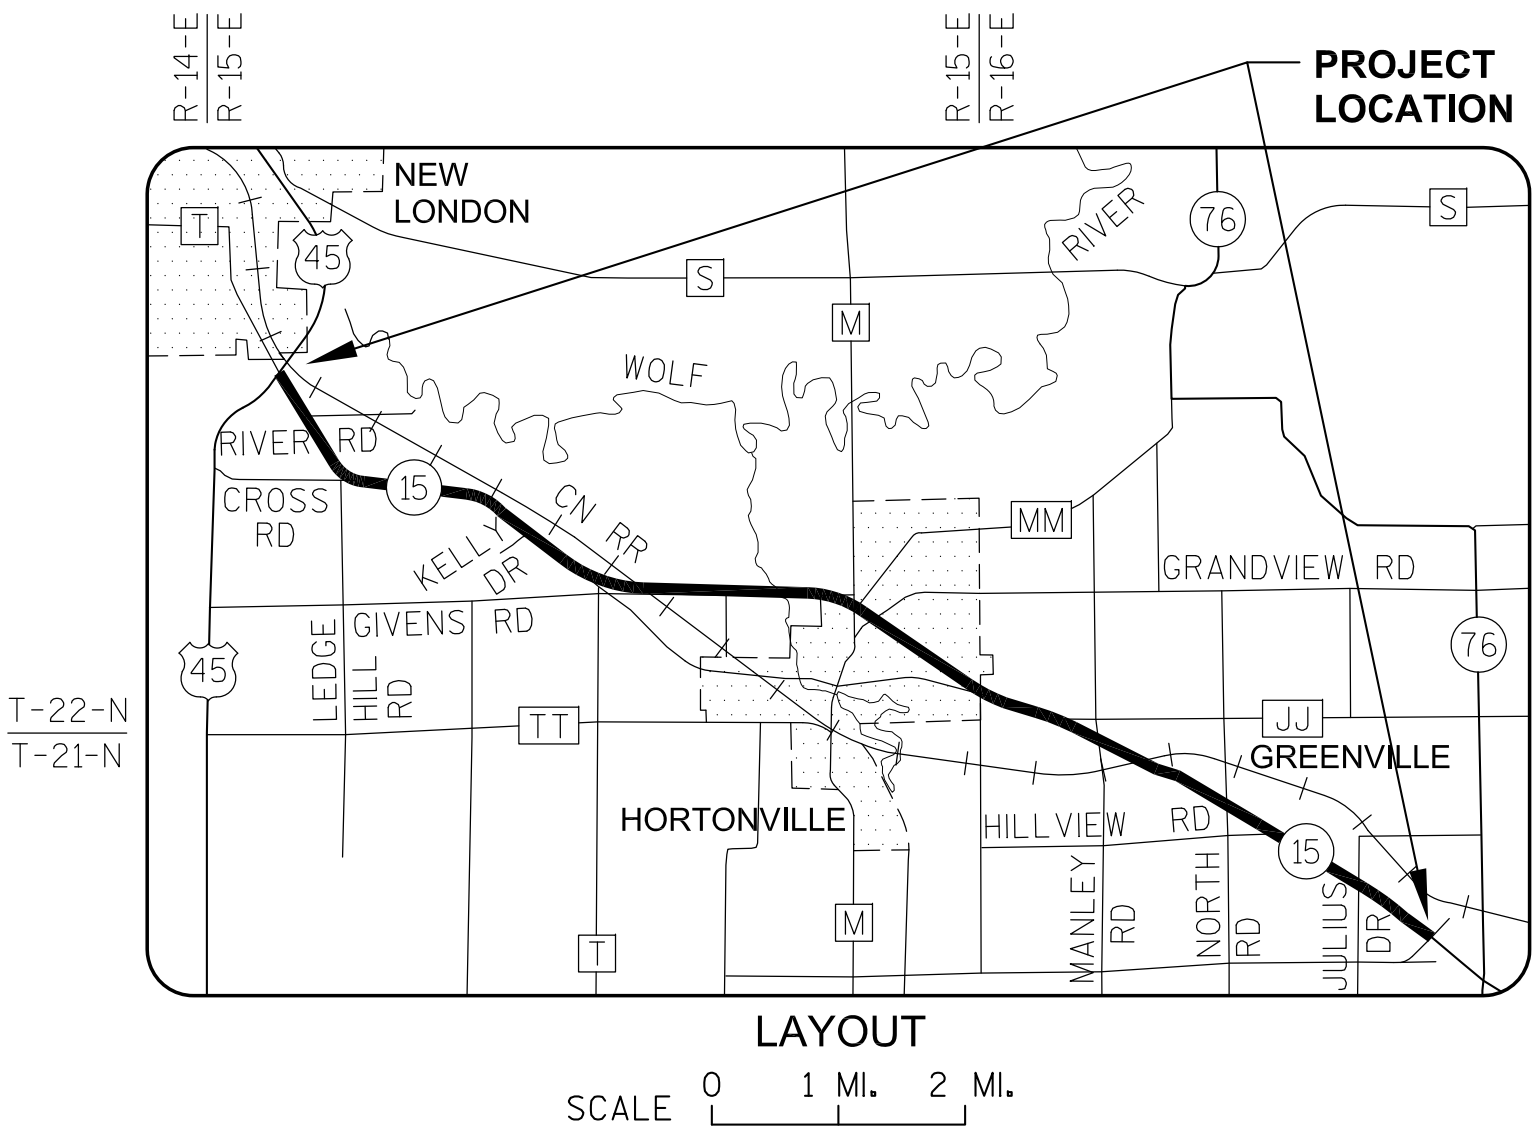 R-14-E
R-15-E
R-15-E
R-16-E
PROJECT
LOCATION
NEW
LONDON
T
45
S
S
76
RIVER
M
WOLF
RIVER RD
15
CROSS
RD
CN RR
KELLY
DR
MM
GRANDVIEW RD
GIVENS RD
LEDGE
HILL
RD
45
76
T-22-N
T-21-N
TT
JJ
GREENVILLE
HORTONVILLE
HILLVIEW RD
15
MANLEY
RD
NORTH
RD
JULIUS
DR
M
T
LAYOUT
SCALE 0 1 MI. 2 MI.